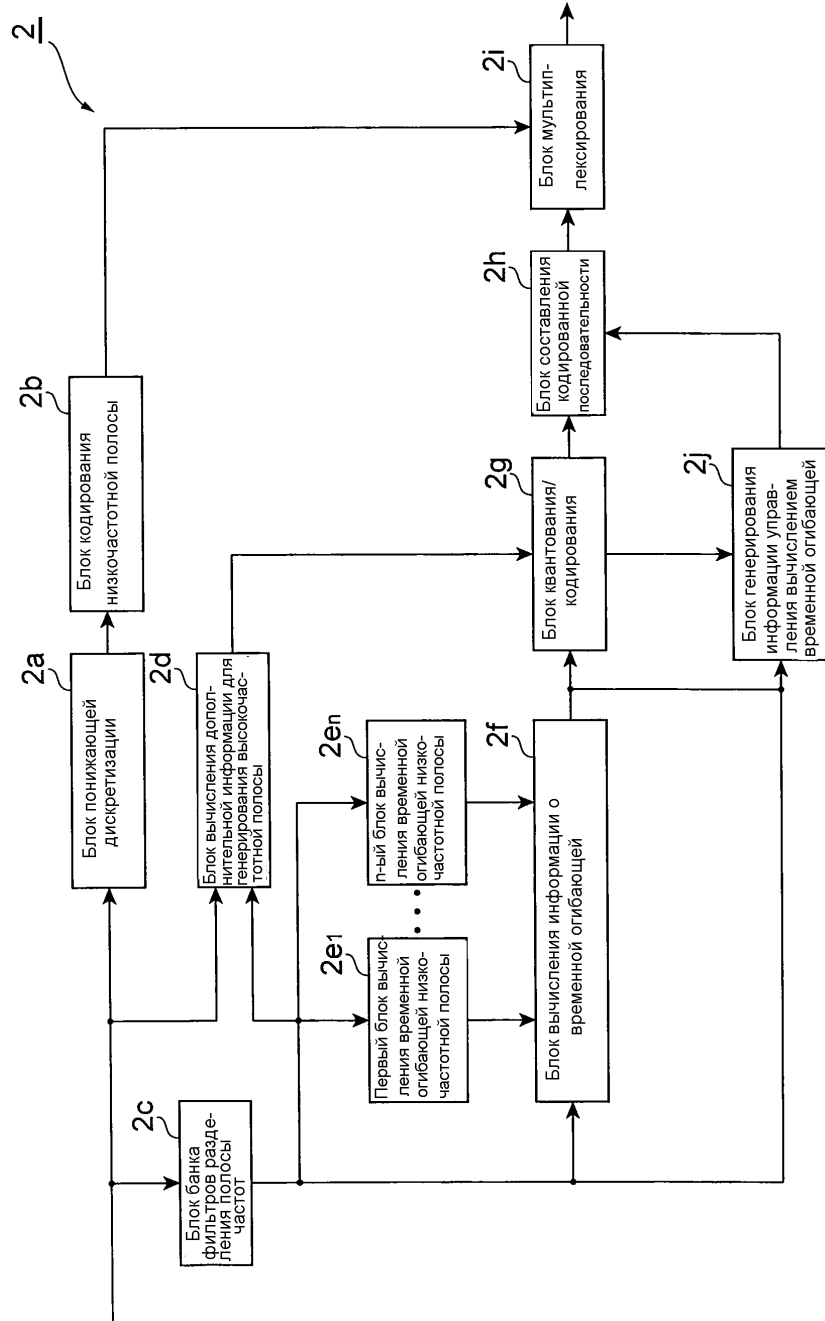 2
2a
Блок понижающей
дискретизации
2b
Блок кодирования
низкочастотной полосы
2c
Блок банка
фильтров разде-
ления полосы
частот
2d
Блок вычисления допол-
нительной информации для
генерирования высокочас-
тотной полосы
2e1
Первый блок вычис-
ления временной
огибающей низко-
частотной полосы
2en
n-ый блок вычис-
ления временной
огибающей низко-
частотной полосы
2f
Блок вычисления информации о
временной огибающей
2g
Блок квантования/
кодирования
2h
Блок составления
кодированной
последовательности
2i
Блок мультип-
лексирования
2j
Блок генерирования
информации управ-
ления вычислением
временной огибающей